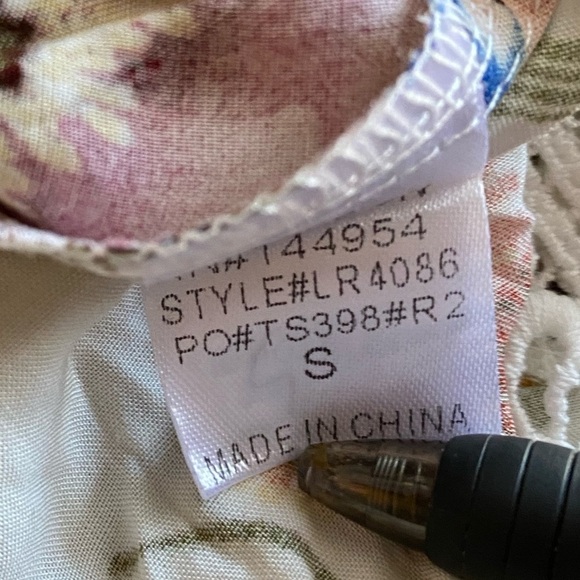 144954
STYLE#LR4086
PO#TS398#R2
S
MADE IN CHINA